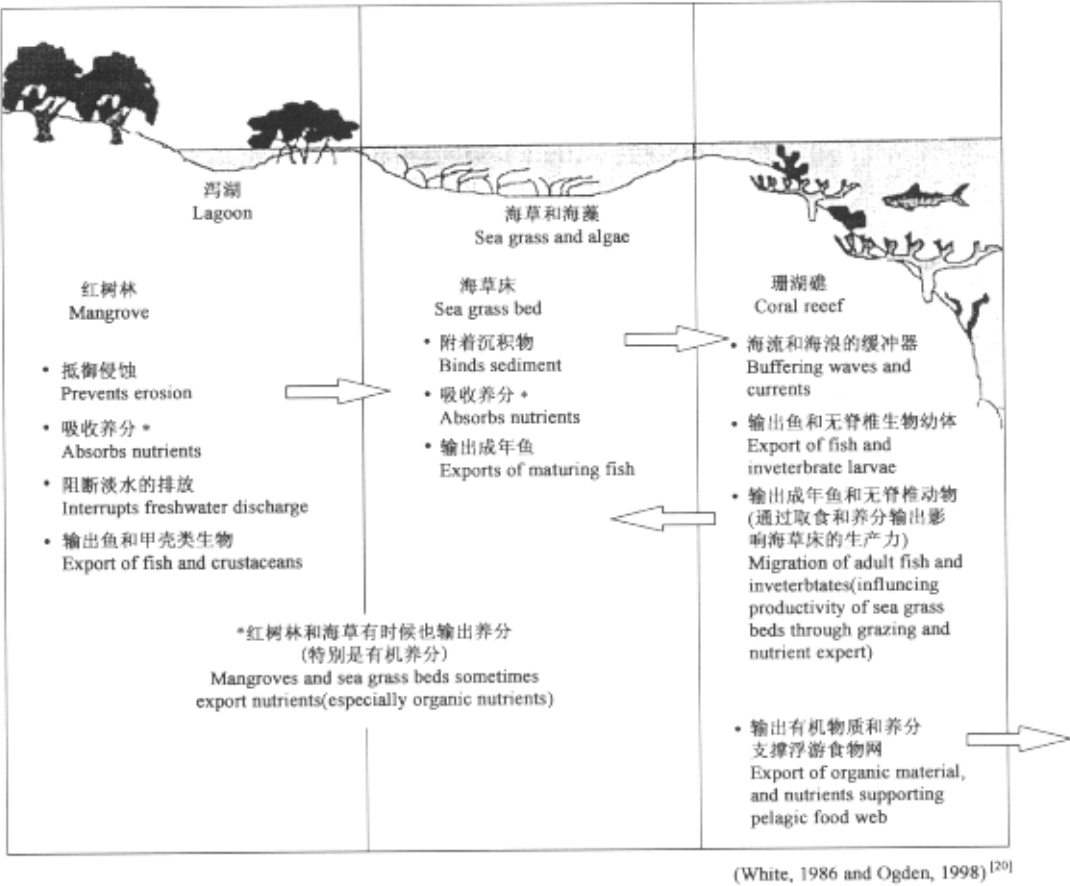 泻湖
Lagoon
海草和海藻
Sea grass and algae
红树林
Mangrove
• 抵御侵蚀
Prevents erosion
• 吸收养分*
Absorbs nutrients
• 阻断淡水的排放
Interrupts freshwater discharge
• 输出鱼和甲壳类生物
Export of fish and crustaceans
海草床
Sea grass bed
• 附着沉积物
Binds sediment
• 吸收养分*
Absorbs nutrients
• 输出成年鱼
Exports of maturing fish
珊湖礁
Coral reeef
• 海流和海浪的缓冲器
Buffering waves and
currents
• 输出鱼和无脊椎生物幼体
Export of fish and
inveterbrate larvae
• 输出成年鱼和无脊椎动物
(通过取食和养分输出影
响海草床的生产力)
Migration of adult fish and
inveterbtates(influncing
productivity of sea grass
beds through grazing and
nutrient expert)
• 输出有机物质和养分
支撑浮游食物网
Export of organic material,
and nutrients supporting
pelagic food web
*红树林和海草有时候也输出养分
(特别是有机养分)
Mangroves and sea grass beds sometimes
export nutrients(especially organic nutrients)
(White, 1986 and Ogden, 1998)[20]